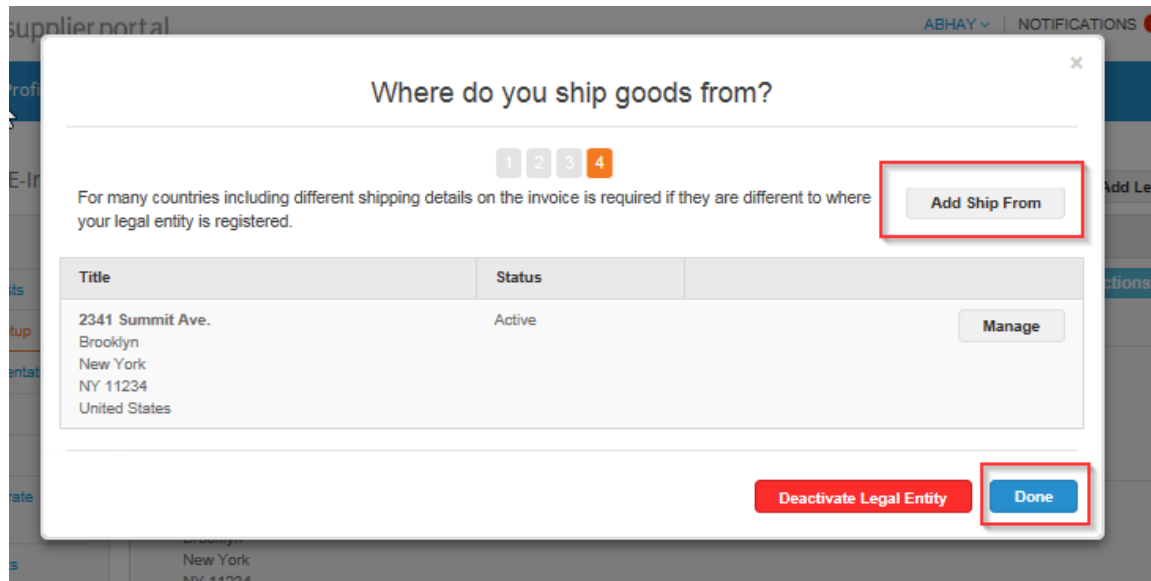 supplier portal
ABHAY
NOTIFICATIONS
Where do you ship goods from?
1 2 3 4
For many countries including different shipping details on the invoice is required if they are different to where
your legal entity is registered.
Add Ship From
Title
Status
2341 Summit Ave.
Active
Manage
Brooklyn
New York
NY 11234
United States
Deactivate Legal Entity
Done
Brooklyn
New York
NY 11234